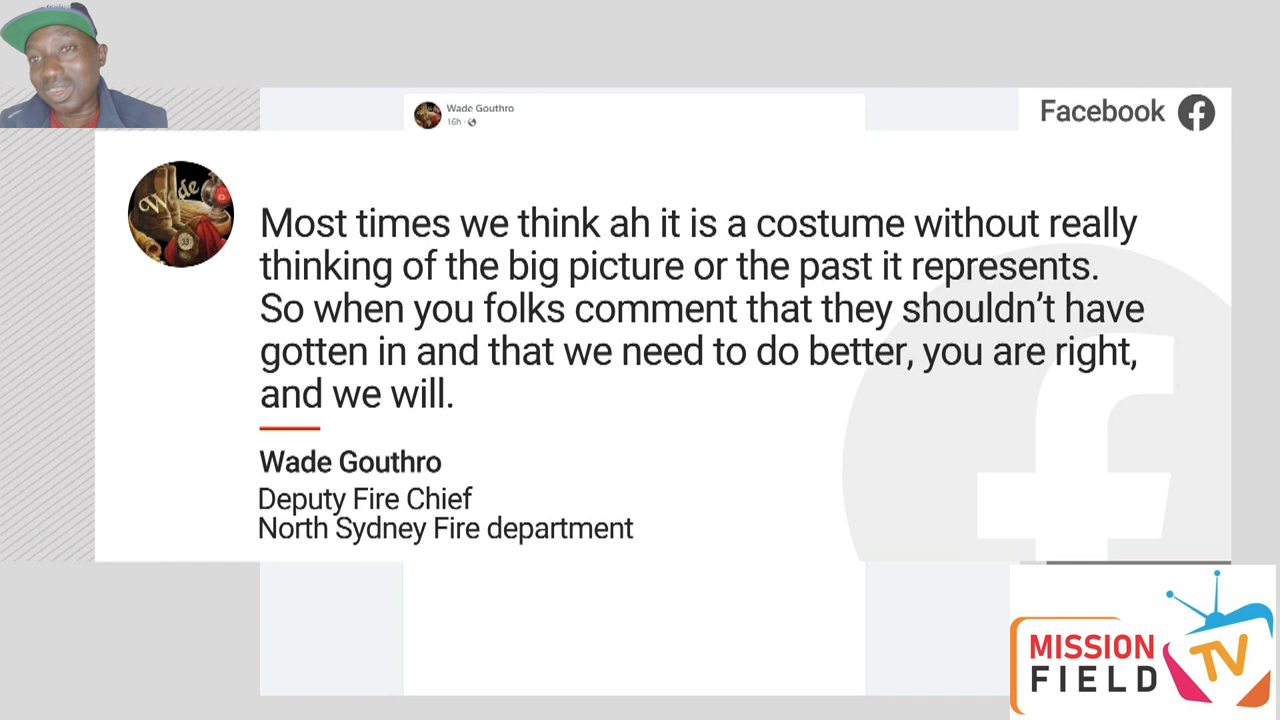 Wade Gouthro
16h
Facebook
Wade
Most times we think ah it is a costume without really
thinking of the big picture or the past it represents.
So when you folks comment that they shouldn't have
gotten in and that we need to do better, you are right,
and we will.
Wade Gouthro
Deputy Fire Chief
North Sydney Fire department
MISSION
FIELD
TV